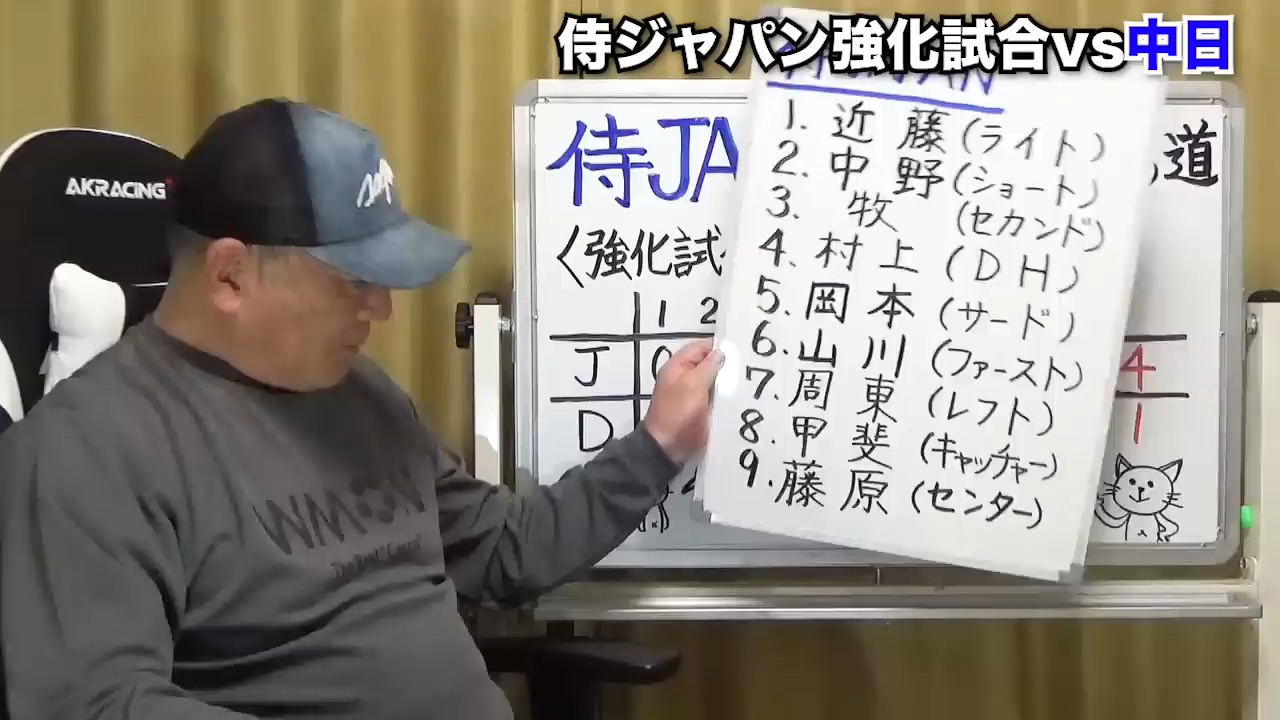 侍ジャパン強化試合vs中日
AKRACING
侍JA
道
〈強化試
1 2
J 0
4
D
1
1. 近藤(ライト)
2. 中野(ショート)
3. 牧(セカンド)
4. 村上(DH)
5. 岡本(サード)
6. 山川(ファースト)
7. 周東(レフト)
8. 甲斐(キャッチャー)
9. 藤原(センター)